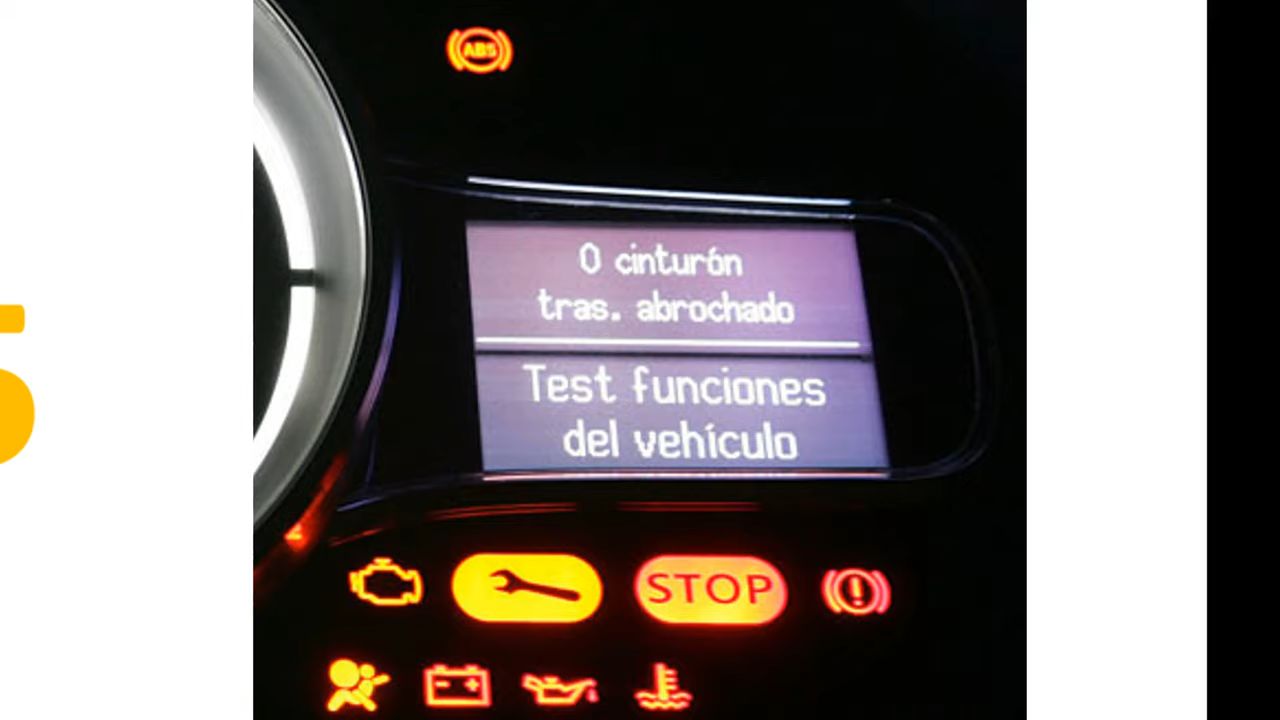 ABS
0 cinturón
tras. abrochado
Test funciones
del vehículo
STOP